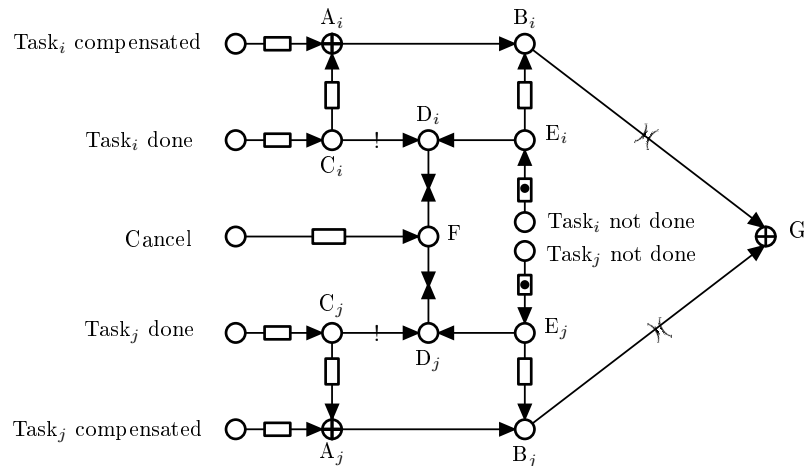 A_i B_i
Task_i compensated
D_i
Task_i done E_i
C_i
Task_i not done
Cancel F G
Task_j not done
C_j
Task_j done E_j
D_j
Task_j compensated
A_j B_j